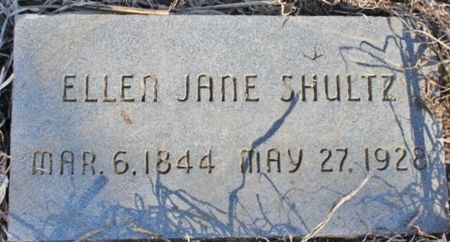 ELLEN JANE SHULTZ
MAR. 6, 1844 MAY 27, 1928